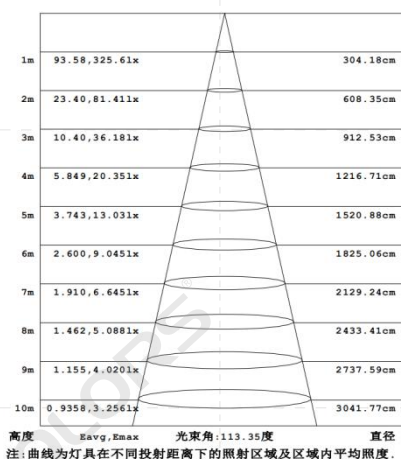 1m 93.58,325.6lx 304.18cm
2m 23.40,81.41lx 608.35cm
3m 10.40,36.18lx 912.53cm
4m 5.849,20.35lx 1216.71cm
5m 3.743,13.03lx 1520.88cm
6m 2.600,9.045lx 1825.06cm
7m 1.910,6.645lx 2129.24cm
8m 1.462,5.088lx 2433.41cm
9m 1.155,4.020lx 2737.59cm
10m 0.9358,3.256lx 3041.77cm
高度 Eavg,Emax 光束角:113.35度 直径
注:曲线为灯具在不同投射距离下的照射区域及区域内平均照度.